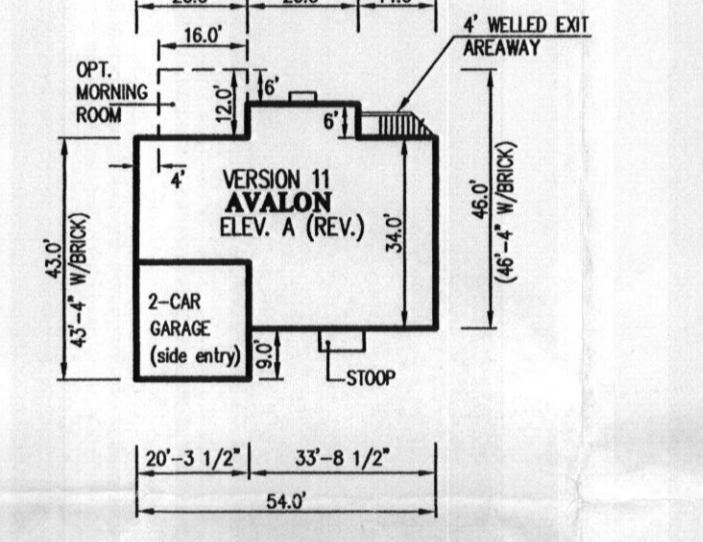 4' WELLED EXIT
AREAWAY
16.0'
OPT.
MORNING
ROOM
12.0'
6'
6'
4'
VERSION 11
AVALON
ELEV. A (REV.)
34.0'
46.0'
(46'-4" W/BRICK)
43.0'
43'-4" W/BRICK)
2-CAR
GARAGE
(side entry)
9.0'
STOOP
20'-3 1/2"
33'-8 1/2"
54.0'